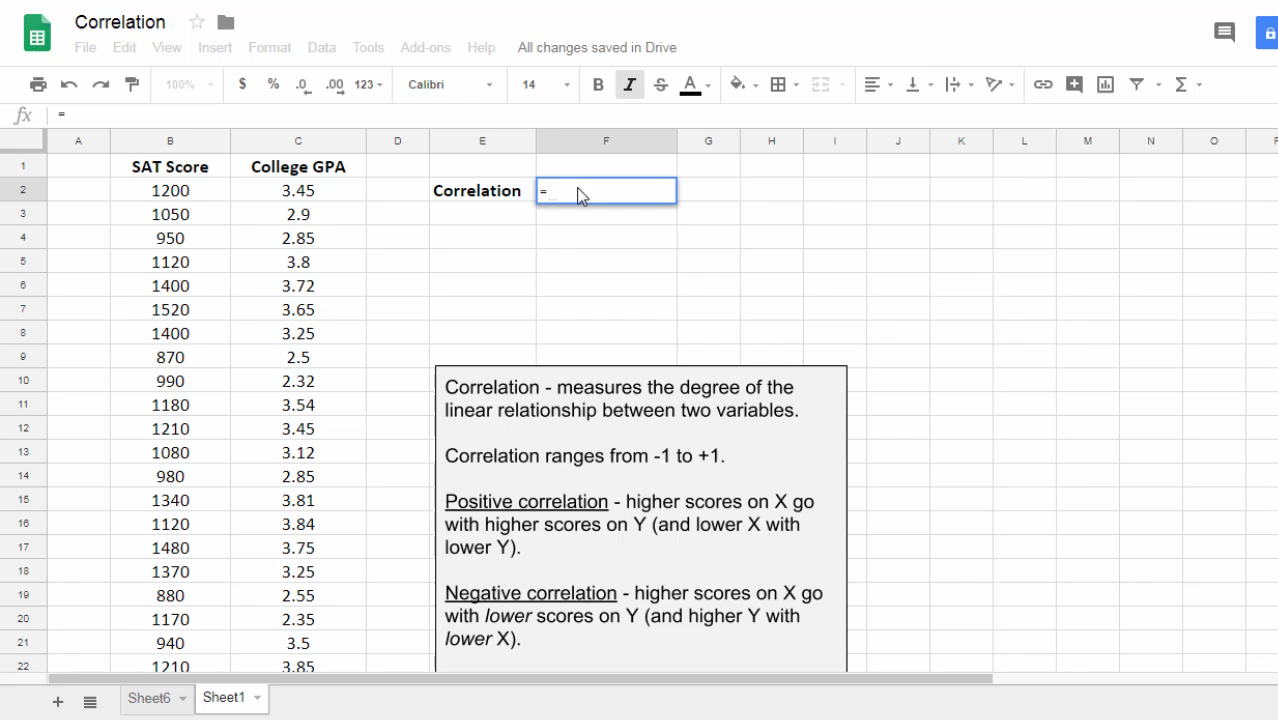 Correlation
File Edit View Insert Format Data Tools Add-ons Help All changes saved in Drive
100% $ % .0 .00 123 Calibri 14 B I S A Σ
fx =
A B C D E F G H I J K L M N O
1 SAT Score College GPA
2 1200 3.45 Correlation =
3 1050 2.9
4 950 2.85
5 1120 3.8
6 1400 3.72
7 1520 3.65
8 1400 3.25
9 870 2.5
10 990 2.32
11 1180 3.54
12 1210 3.45
13 1080 3.12
14 980 2.85
15 1340 3.81
16 1120 3.84
17 1480 3.75
18 1370 3.25
19 880 2.55
20 1170 2.35
21 940 3.5
22 1210 3.85
Correlation - measures the degree of the
linear relationship between two variables.
Correlation ranges from -1 to +1.
Positive correlation - higher scores on X go
with higher scores on Y (and lower X with
lower Y).
Negative correlation - higher scores on X go
with lower scores on Y (and higher Y with
lower X).
+ Sheet6 Sheet1